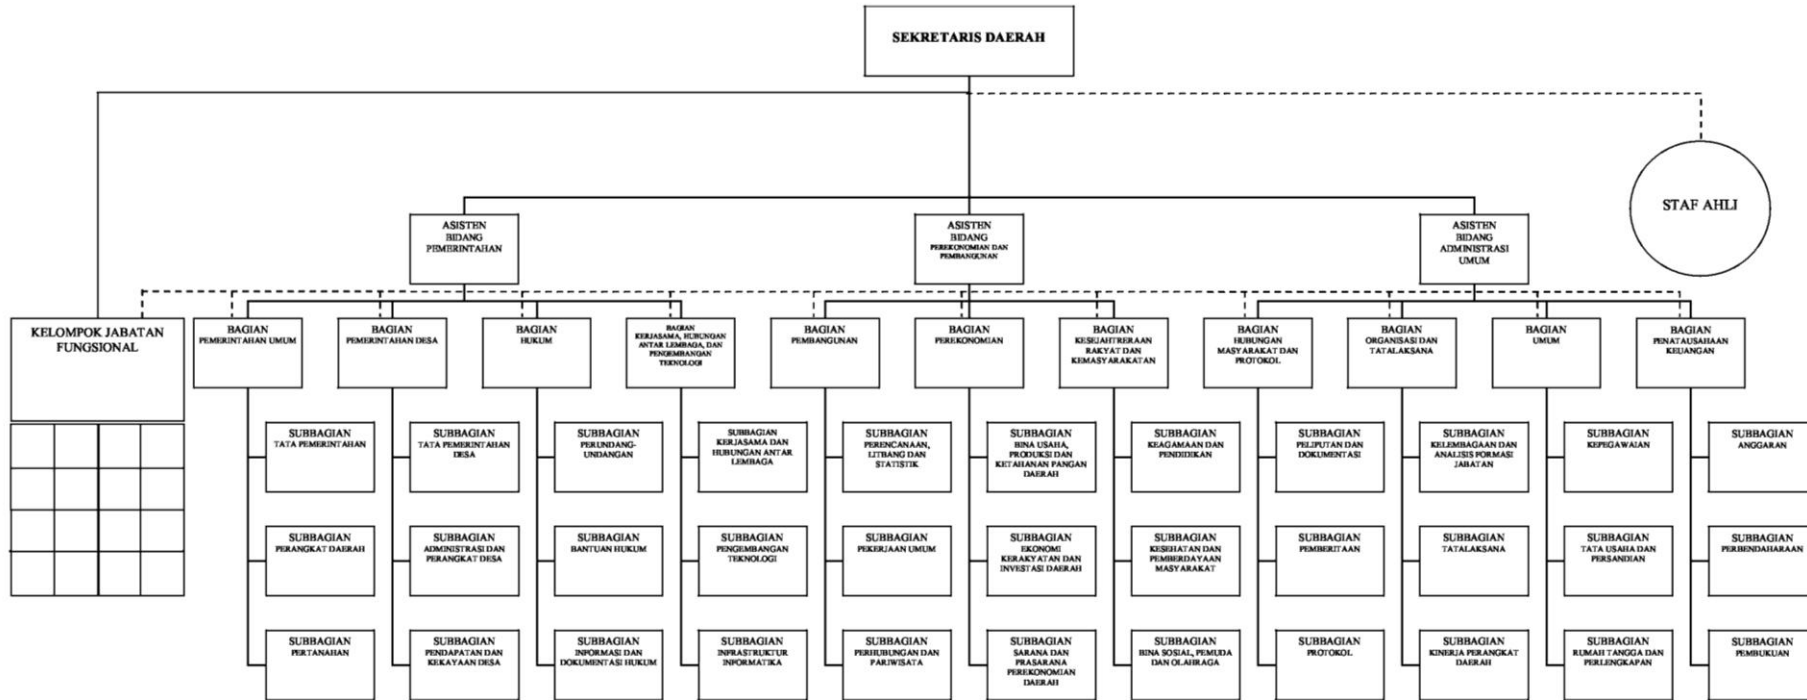 SEKRETARIS DAERAH
STAF AHLI
ASISTEN
BIDANG
PEMERINTAHAN
ASISTEN
BIDANG
PEREKONOMIAN DAN
PEMBANGUNAN
ASISTEN
BIDANG
ADMINISTRASI
UMUM
KELOMPOK JABATAN
FUNGSIONAL
BAGIAN
PEMERINTAHAN UMUM
BAGIAN
PEMERINTAHAN DESA
BAGIAN
HUKUM
BAGIAN
KERJASAMA, HUBUNGAN
ANTAR LEMBAGA, DAN
PENGEMBANGAN
TEKNOLOGI
BAGIAN
PEMBANGUNAN
BAGIAN
PEREKONOMIAN
BAGIAN
KESEJAHTRERAAN
RAKYAT DAN
KEMASYARAKATAN
BAGIAN
HUBUNGAN
MASYARAKAT DAN
PROTOKOL
BAGIAN
ORGANISASI DAN
TATALAKSANA
BAGIAN
UMUM
BAGIAN
PENATAUSAHAAN
KEUANGAN
SUBBAGIAN
TATA PEMERINTAHAN
SUBBAGIAN
TATA PEMERINTAHAN
DESA
SUBBAGIAN
PERUNDANG-
UNDANGAN
SUBBAGIAN
KERJASAMA DAN
HUBUNGAN ANTAR
LEMBAGA
SUBBAGIAN
PERENCANAAN,
LITBANG DAN
STATISTIK
SUBBAGIAN
BINA USAHA,
PRODUKSI DAN
KETAHANAN PANGAN
DAERAH
SUBBAGIAN
KEAGAMAAN DAN
PENDIDIKAN
SUBBAGIAN
PELIPUTAN DAN
DOKUMENTASI
SUBBAGIAN
KELEMBAGAAN DAN
ANALISIS FORMASI
JABATAN
SUBBAGIAN
KEPEGAWAIAN
SUBBAGIAN
ANGGARAN
SUBBAGIAN
PERANGKAT DAERAH
SUBBAGIAN
ADMINISTRASI DAN
PERANGKAT DESA
SUBBAGIAN
BANTUAN HUKUM
SUBBAGIAN
PENGEMBANGAN
TEKNOLOGI
SUBBAGIAN
PEKERJAAN UMUM
SUBBAGIAN
EKONOMI
KERAKYATAN DAN
INVESTASI DAERAH
SUBBAGIAN
KESEHATAN DAN
PEMBERDAYAAN
MASYARAKAT
SUBBAGIAN
PEMBERITAAN
SUBBAGIAN
TATALAKSANA
SUBBAGIAN
TATA USAHA DAN
PERSANDIAN
SUBBAGIAN
PERBENDAHARAAN
SUBBAGIAN
PERTANAHAN
SUBBAGIAN
PENDAPATAN DAN
KEKAYAAN DESA
SUBBAGIAN
INFORMASI DAN
DOKUMENTASI HUKUM
SUBBAGIAN
INFRASTRUKTUR
INFORMATIKA
SUBBAGIAN
PERHUBUNGAN DAN
PARIWISATA
SUBBAGIAN
SARANA DAN
PRASARANA
PEREKONOMIAN
DAERAH
SUBBAGIAN
BINA SOSIAL, PEMUDA
DAN OLAHRAGA
SUBBAGIAN
PROTOKOL
SUBBAGIAN
KINERJA PERANGKAT
DAERAH
SUBBAGIAN
RUMAH TANGGA DAN
PERLENGKAPAN
SUBBAGIAN
PEMBUKUAN